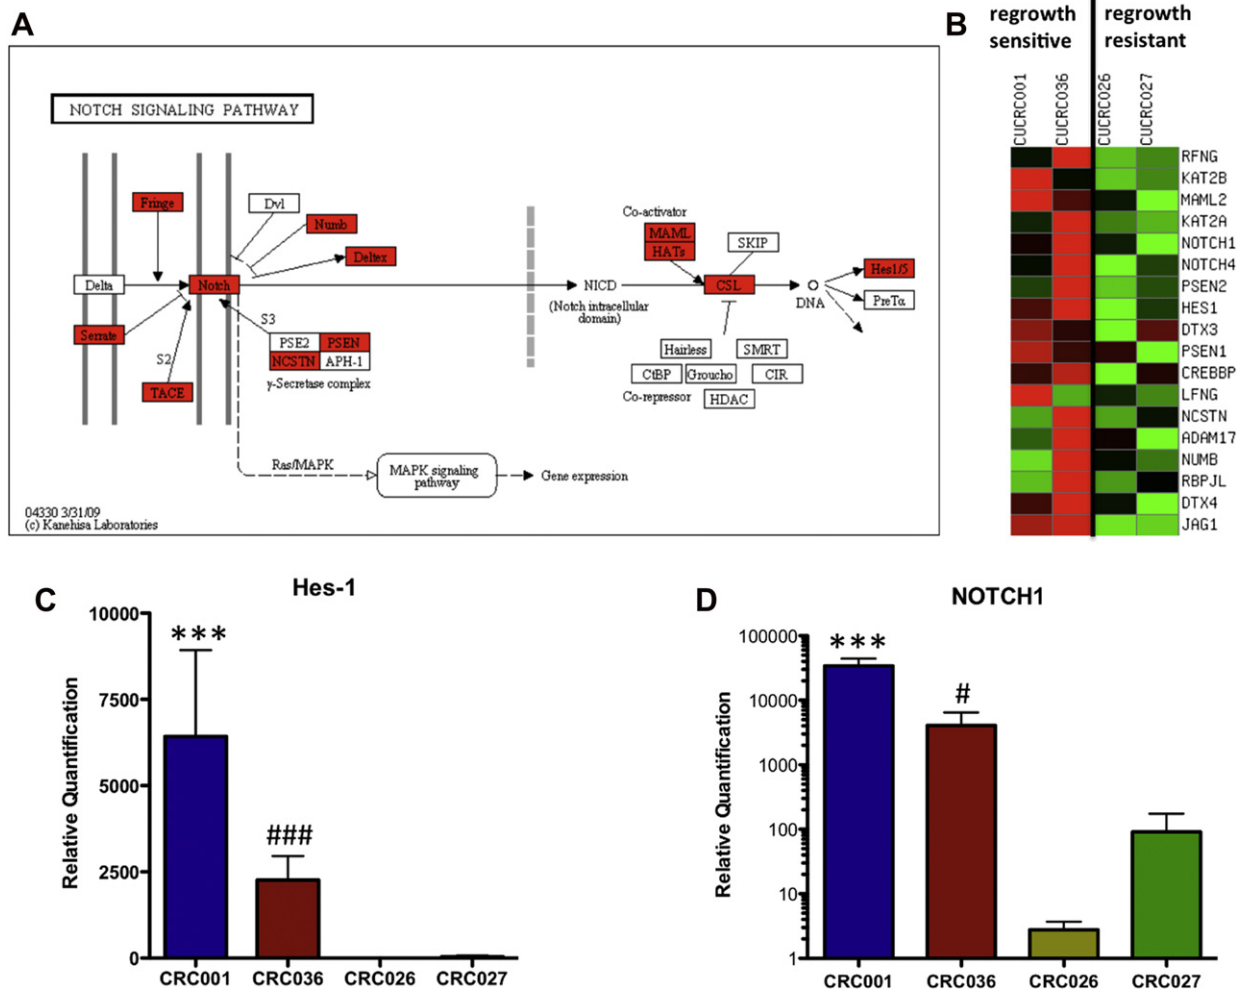 A
NOTCH SIGNALING PATHWAY
Fringe
Dvl
Numb
Deltex
Delta
Notch
Serrate
S2
TACE
S3
PSE2 PSEN
NCSTN APH-1
γ-Secretase complex
NICD
(Notch intracellular
domain)
Co-activator
MAML
HATs
SKIP
CSL
DNA
Hes1/5
PreTα
Hairless SMRT
CtBP Groucho CIR
Co-repressor HDAC
Ras/MAPK
MAPK signaling
pathway
Gene expression
04330 3/31/09
(c) Kanehisa Laboratories
B
regrowth
sensitive
regrowth
resistant
CUCRC001
CUCRC036
CUCRC026
CUCRC027
RFNG
KAT2B
MAML2
KAT2A
NOTCH1
NOTCH4
PSEN2
HES1
DTX3
PSEN1
CREBBP
LFNG
NCSTN
ADAM17
NUMB
RBPJL
DTX4
JAG1
C
Hes-1
Relative Quantification
10000
7500
5000
2500
0
***
###
CRC001 CRC036 CRC026 CRC027
D
NOTCH1
Relative Quantification
100000
10000
1000
100
10
1
***
#
CRC001 CRC036 CRC026 CRC027